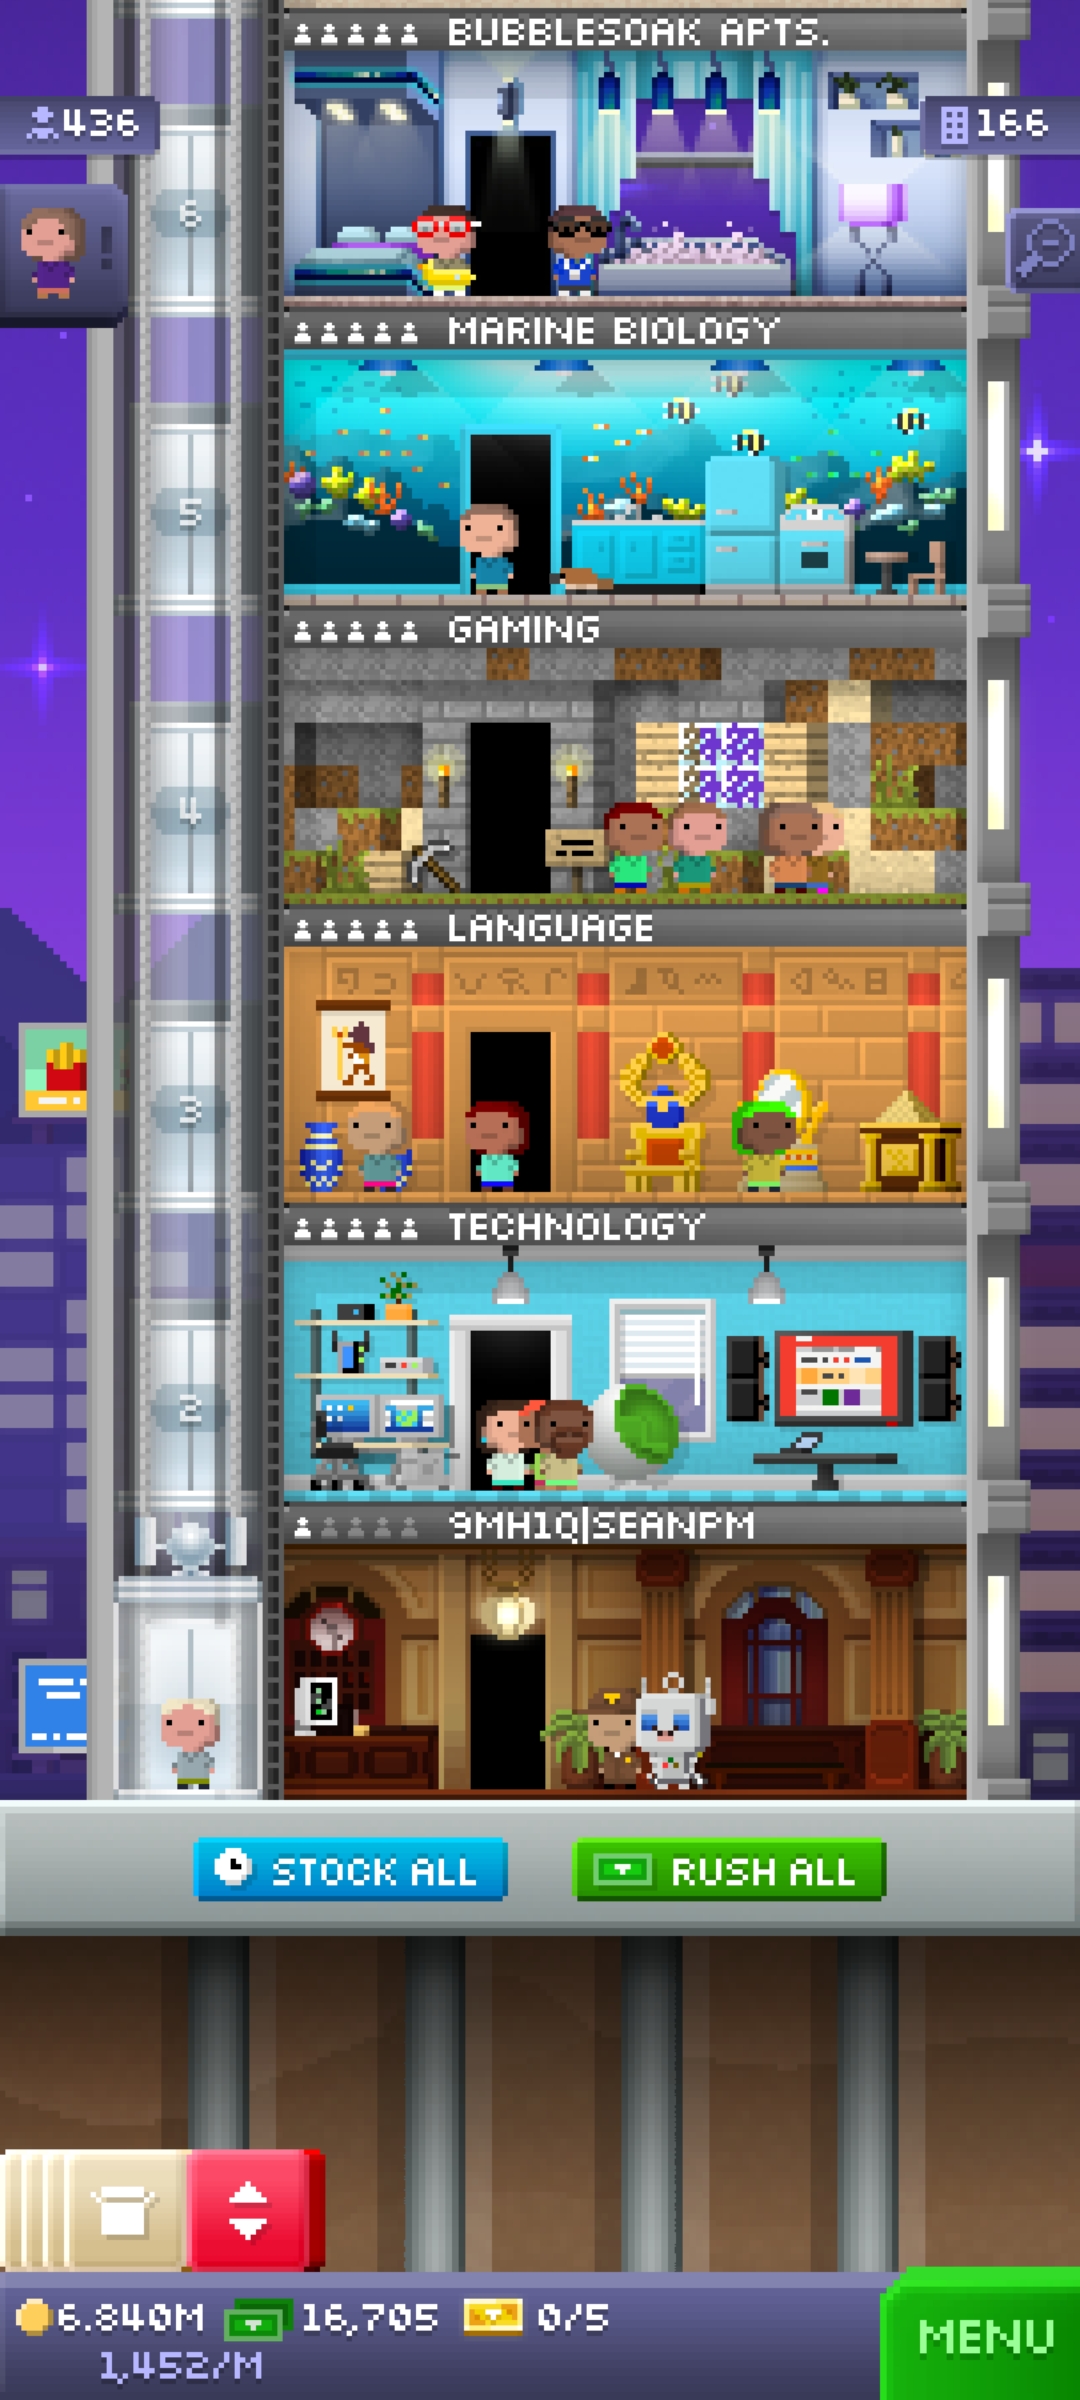 BUBBLESOAK APTS.
436
166
6
MARINE BIOLOGY
5
GAMING
4
LANGUAGE
3
TECHNOLOGY
2
9MH1Q|SEANPM
STOCK ALL
RUSH ALL
6.840M 16,705 0/5
1,452/M
MENU